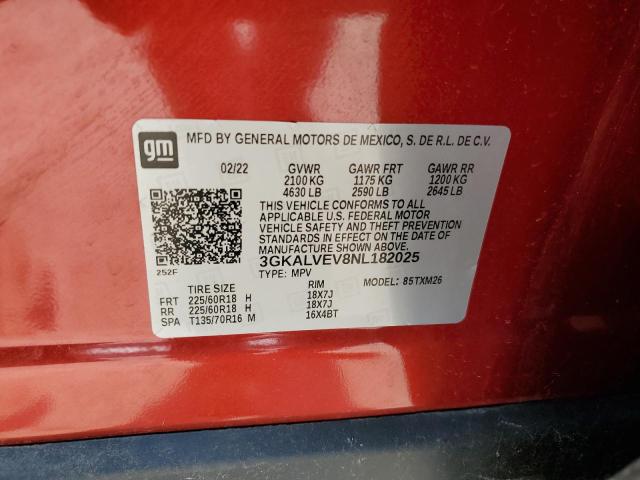 gm
MFD BY GENERAL MOTORS DE MEXICO, S. DE R.L. DE C.V.
02/22 GVWR GAWR FRT GAWR RR
2100 KG 1175 KG 1200 KG
4630 LB 2590 LB 2645 LB
THIS VEHICLE CONFORMS TO ALL
APPLICABLE U.S. FEDERAL MOTOR
VEHICLE SAFETY AND THEFT PREVENTION
STANDARDS IN EFFECT ON THE DATE OF
MANUFACTURE SHOWN ABOVE.
252F 3GKALVEV8NL182025
TYPE: MPV MODEL: 85TXM26
TIRE SIZE RIM
FRT 225/60R18 H 18X7J
RR 225/60R18 H 18X7J
SPA T135/70R16 M 16X4BT